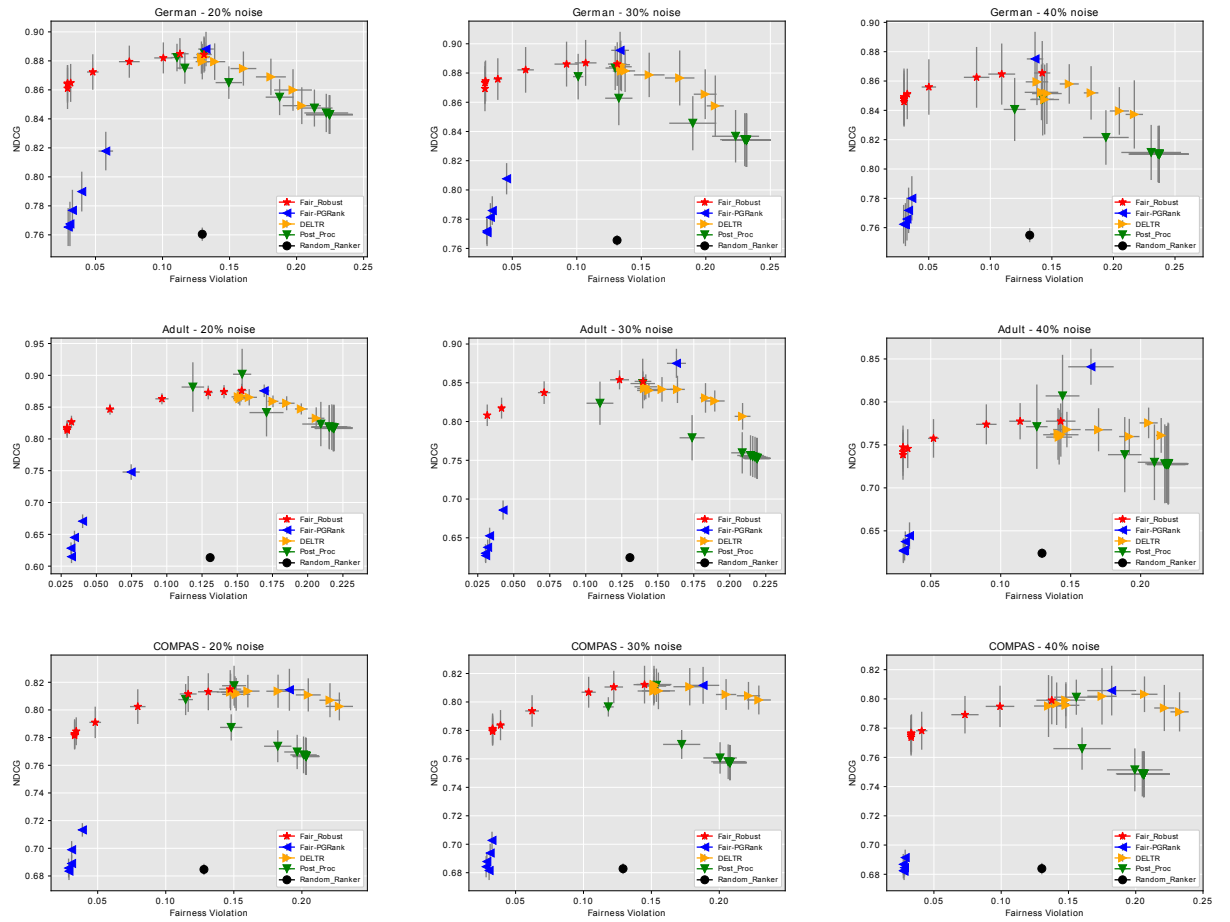 German - 20% noise
NDCG
0.90
0.88
0.86
0.84
0.82
0.80
0.78
0.76
Fair_Robust
Fair-PGRank
DELTR
Post_Proc
Random_Ranker
0.05 0.10 0.15 0.20 0.25
Fairness Violation
German - 30% noise
NDCG
0.90
0.88
0.86
0.84
0.82
0.80
0.78
0.76
Fair_Robust
Fair-PGRank
DELTR
Post_Proc
Random_Ranker
0.05 0.10 0.15 0.20 0.25
Fairness Violation
German - 40% noise
NDCG
0.88
0.86
0.84
0.82
0.80
0.78
0.76
Fair_Robust
Fair-PGRank
DELTR
Post_Proc
Random_Ranker
0.05 0.10 0.15 0.20 0.25
Fairness Violation
Adult - 20% noise
NDCG
0.95
0.90
0.85
0.80
0.75
0.70
0.65
0.60
Fair_Robust
Fair-PGRank
DELTR
Post_Proc
Random_Ranker
0.025 0.050 0.075 0.100 0.125 0.150 0.175 0.200 0.225
Fairness Violation
Adult - 30% noise
NDCG
0.90
0.85
0.80
0.75
0.70
0.65
Fair_Robust
Fair-PGRank
DELTR
Post_Proc
Random_Ranker
0.025 0.050 0.075 0.100 0.125 0.150 0.175 0.200 0.225
Fairness Violation
Adult - 40% noise
NDCG
0.85
0.80
0.75
0.70
0.65
Fair_Robust
Fair-PGRank
DELTR
Post_Proc
Random_Ranker
0.05 0.10 0.15 0.20
Fairness Violation
COMPAS - 20% noise
NDCG
0.82
0.80
0.78
0.76
0.74
0.72
0.70
0.68
Fair_Robust
Fair-PGRank
DELTR
Post_Proc
Random_Ranker
0.05 0.10 0.15 0.20
Fairness Violation
COMPAS - 30% noise
NDCG
0.82
0.80
0.78
0.76
0.74
0.72
0.70
0.68
Fair_Robust
Fair-PGRank
DELTR
Post_Proc
Random_Ranker
0.05 0.10 0.15 0.20
Fairness Violation
COMPAS - 40% noise
NDCG
0.82
0.80
0.78
0.76
0.74
0.72
0.70
0.68
Fair_Robust
Fair-PGRank
DELTR
Post_Proc
Random_Ranker
0.05 0.10 0.15 0.20 0.25
Fairness Violation